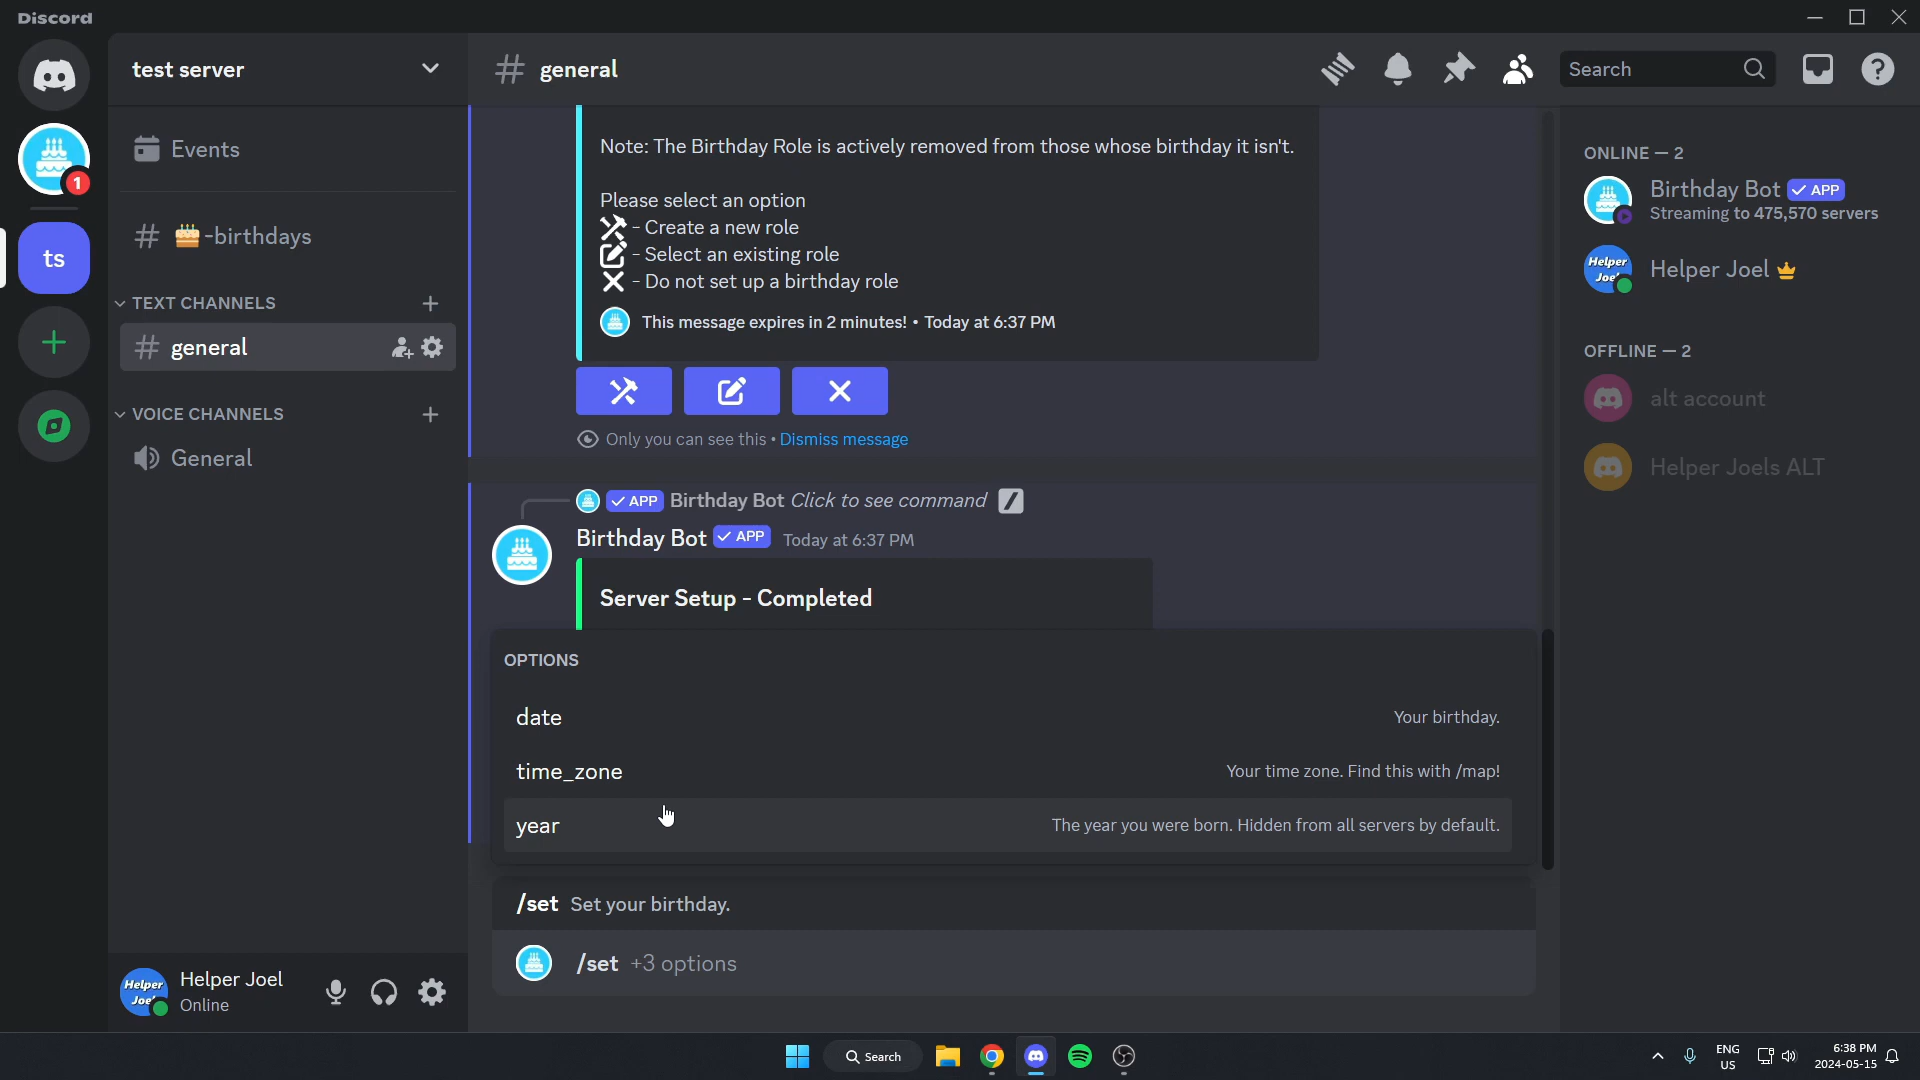 Discord
test server
Events
-birthdays
TEXT CHANNELS
general
VOICE CHANNELS
General
1
ts
Helper Joel
Helper Joel
Online
general
Search
Note: The Birthday Role is actively removed from those whose birthday it isn't.
Please select an option
- Create a new role
- Select an existing role
- Do not set up a birthday role
This message expires in 2 minutes! • Today at 6:37 PM
Only you can see this • Dismiss message
APP Birthday Bot Click to see command
Birthday Bot APP Today at 6:37 PM
Server Setup - Completed
OPTIONS
date Your birthday.
time_zone Your time zone. Find this with /map!
year The year you were born. Hidden from all servers by default.
/set Set your birthday.
/set +3 options
ONLINE — 2
Birthday Bot APP
Streaming to 475,570 servers
Helper Joel
Helper Joel
OFFLINE — 2
alt account
Helper Joels ALT
Search
ENG
US
6:38 PM
2024-05-15